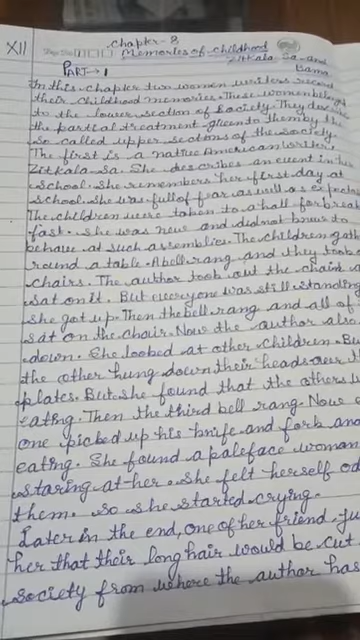 XII
Chapter - 8
Memories of childhood
Zitkala-Sa and
Bama
PART → 1
In this chapter two women writers record
their childhood memories. These women belong
to the lower section of society. They describe
the partial treatment given to them by the
so called upper sections of the society.
The first is a native American writer
Zitkala-Sa. She describes an event in her
school. She remembers her first day at
school. She was full of fear as well as expecta
The children were taken to a hall for break
fast. She was new and did not know to
behave at such assemblies. The children gath
round a table. A bell rang and they took o
chairs. The author took out the chair
sat on it. But everyone was still standing
She got up. Then the bell rang and all of
sat on the chair. Now the author also
down. She looked at other children. Bu
the other hung down their heads over t
plates. But she found that the others w
eating. Then the third bell rang. Now e
one picked up his knife and fork and
eating. She found a paleface woman
staring at her. She felt herself od
them. So she started crying.
Later in the end, one of her friend Ju
her that their long hair would be cut
society from where the author has